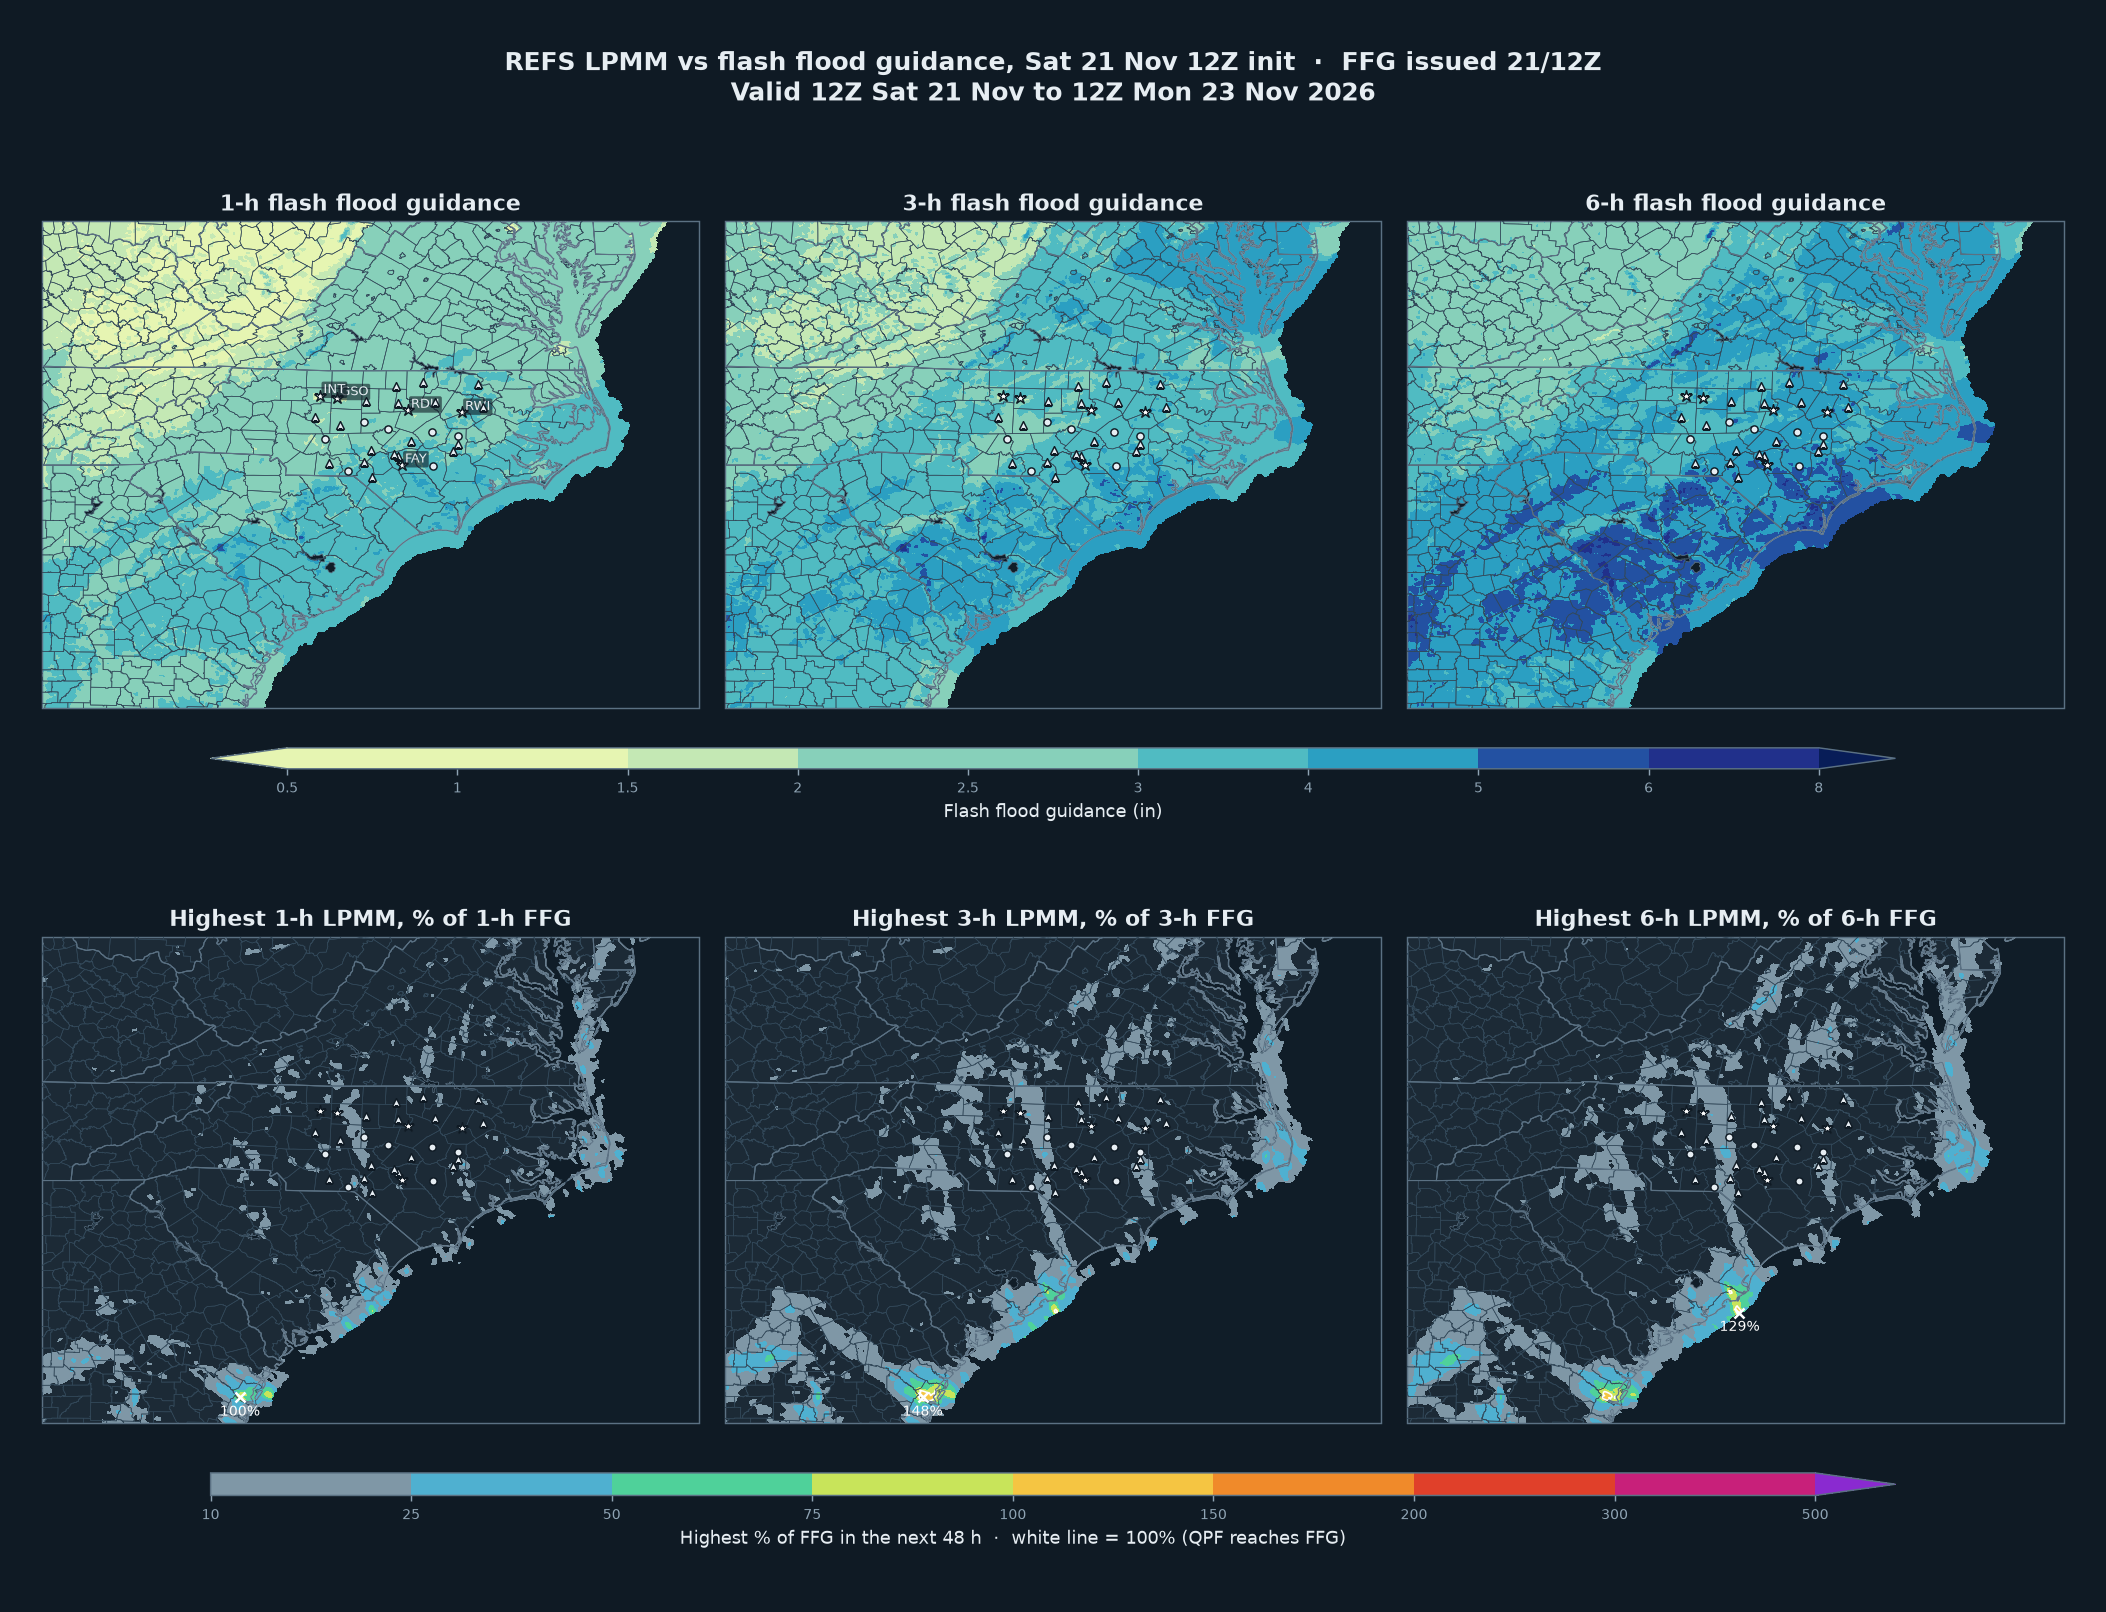 REFS LPMM vs flash flood guidance, Sat 21 Nov 12Z init · FFG issued 21/12Z
Valid 12Z Sat 21 Nov to 12Z Mon 23 Nov 2026
1-h flash flood guidance
3-h flash flood guidance
6-h flash flood guidance
INT
RDU
RWI
FAY
0.5 1 1.5 2 2.5 3 4 5 6 8
Flash flood guidance (in)
Highest 1-h LPMM, % of 1-h FFG
Highest 3-h LPMM, % of 3-h FFG
Highest 6-h LPMM, % of 6-h FFG
100%
148%
129%
10 25 50 75 100 150 200 300 500
Highest % of FFG in the next 48 h · white line = 100% (QPF reaches FFG)